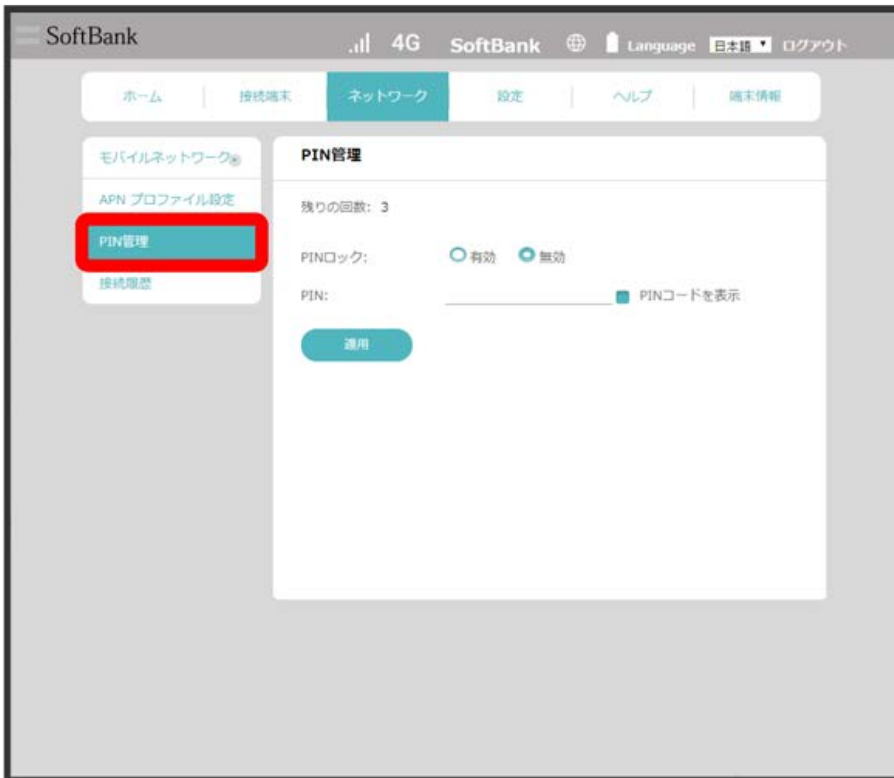 SoftBank
4G SoftBank Language 日本語 ログアウト
ホーム 接続端末 ネットワーク 設定 ヘルプ 端末情報
モバイルネットワーク
APN プロファイル設定
PIN管理
接続履歴
PIN管理
残りの回数: 3
PINロック: 有効 無効
PIN: PINコードを表示
適用